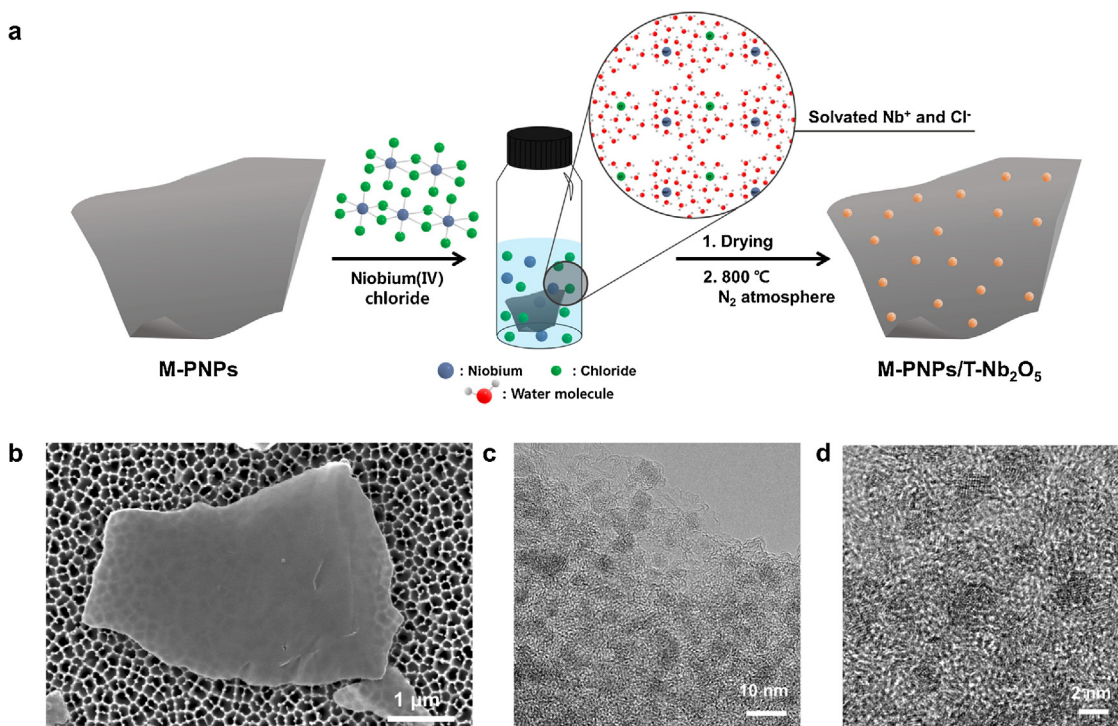 a
Solvated Nb⁺ and Cl⁻
Niobium(IV)
chloride
1. Drying
2. 800 ℃
N₂ atmosphere
M-PNPs
M-PNPs/T-Nb₂O₅
: Niobium
: Chloride
: Water molecule
b
c
d
1 μm
10 nm
2 nm